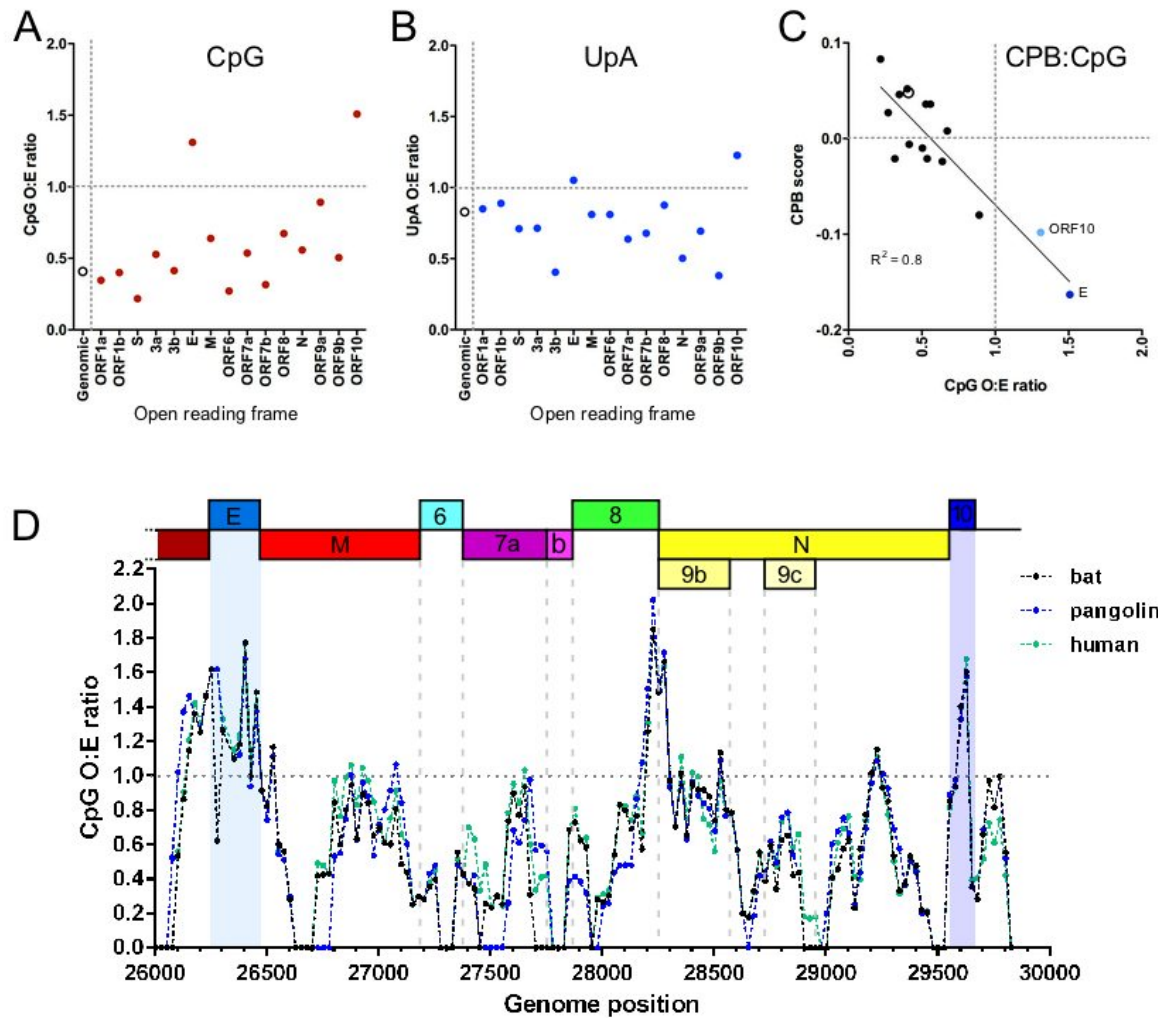 A
CpG
CpG O:E ratio
2.0
1.5
1.0
0.5
0.0
Genomic
ORF1a
ORF1b
S
3a
3b
E
M
ORF6
ORF7a
ORF7b
ORF8
N
ORF9a
ORF9b
ORF10
Open reading frame
B
UpA
UpA O:E ratio
2.0
1.5
1.0
0.5
0.0
Genomic
ORF1a
ORF1b
S
3a
3b
E
M
ORF6
ORF7a
ORF7b
ORF8
N
ORF9a
ORF9b
ORF10
Open reading frame
C
CPB:CpG
CPB score
0.1
0.0
-0.1
-0.2
ORF10
E
R² = 0.8
0.0
0.5
1.0
1.5
2.0
CpG O:E ratio
D
E
6
8
10
M
7a
b
N
9b
9c
CpG O:E ratio
2.2
2.0
1.8
1.6
1.4
1.2
1.0
0.8
0.6
0.4
0.2
0.0
bat
pangolin
human
26000
26500
27000
27500
28000
28500
29000
29500
30000
Genome position